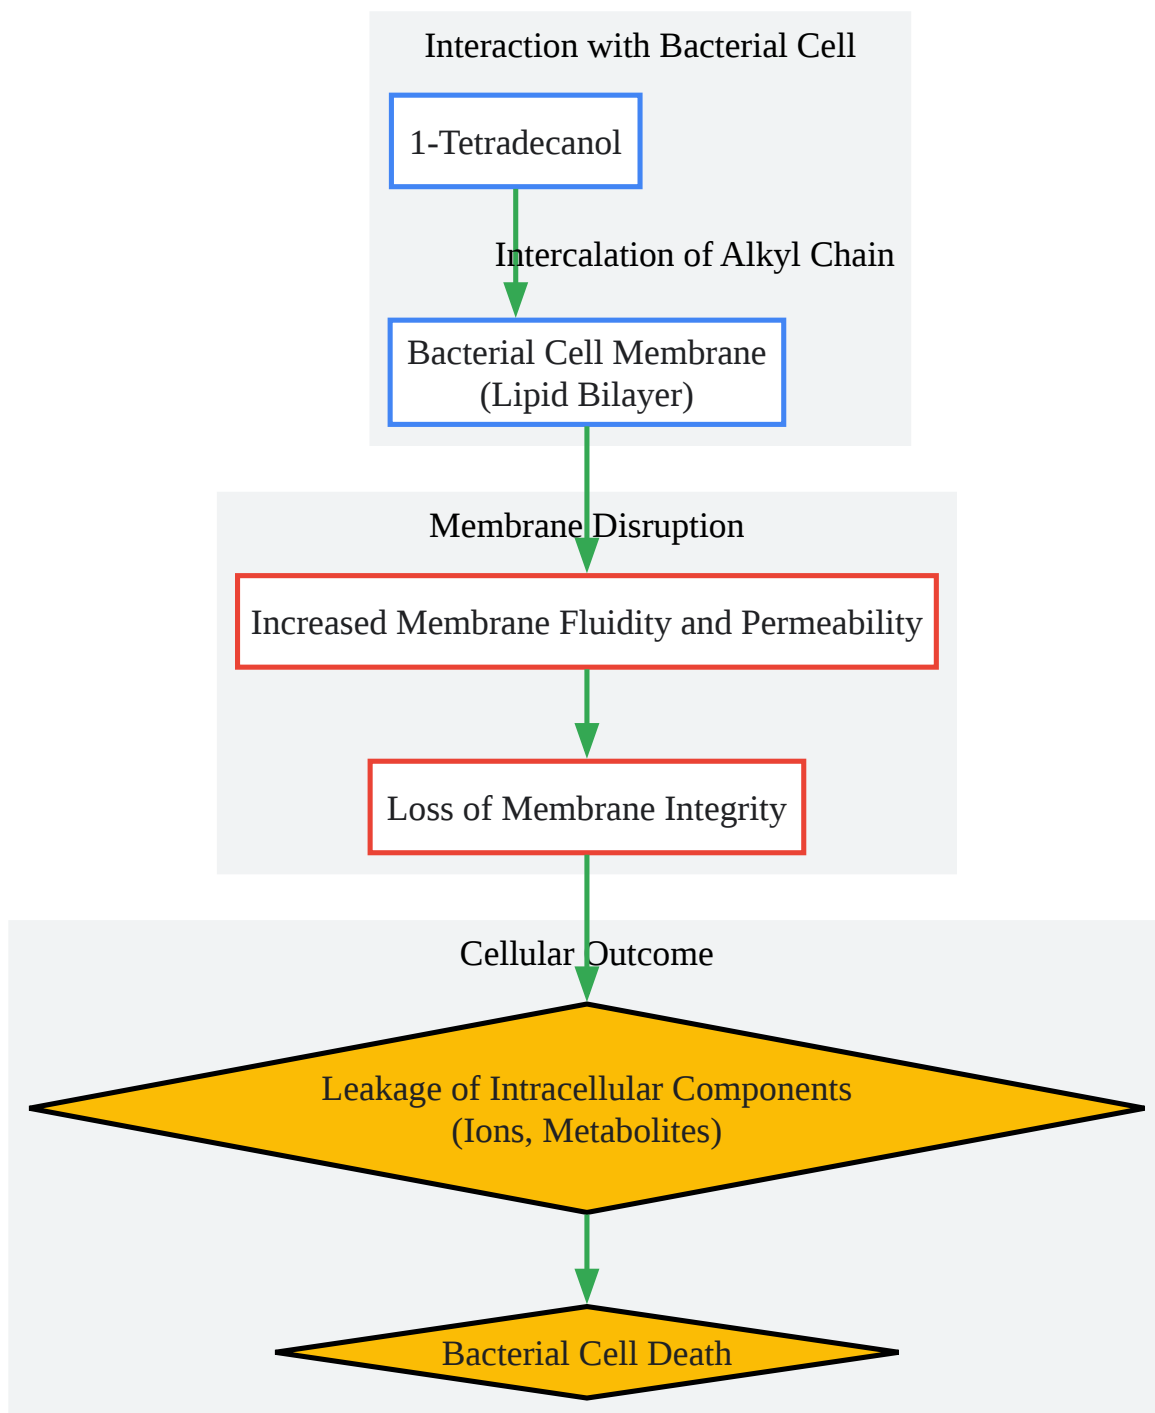 Interaction with Bacterial Cell
1-Tetradecanol
Intercalation of Alkyl Chain
Bacterial Cell Membrane
(Lipid Bilayer)
Membrane Disruption
Increased Membrane Fluidity and Permeability
Loss of Membrane Integrity
Cellular Outcome
Leakage of Intracellular Components
(Ions, Metabolites)
Bacterial Cell Death